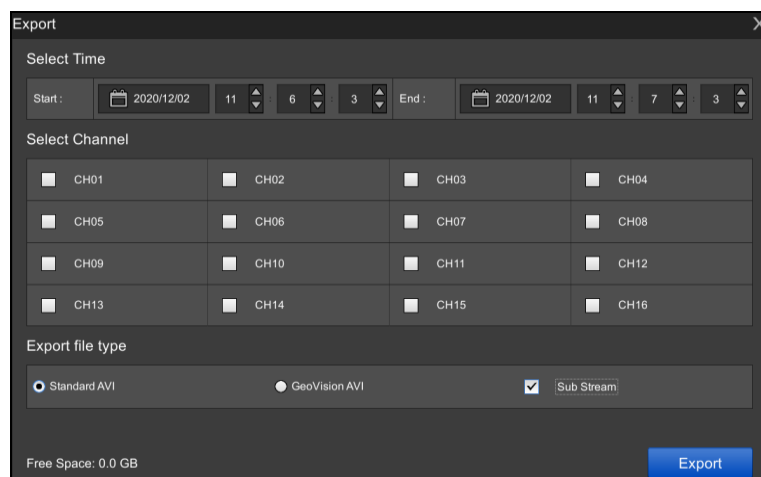 Export X
Select Time
Start : 2020/12/02 11 : 6 : 3 End : 2020/12/02 11 : 7 : 3
Select Channel
CH01 CH02 CH03 CH04
CH05 CH06 CH07 CH08
CH09 CH10 CH11 CH12
CH13 CH14 CH15 CH16
Export file type
Standard AVI GeoVision AVI Sub Stream
Free Space: 0.0 GB Export